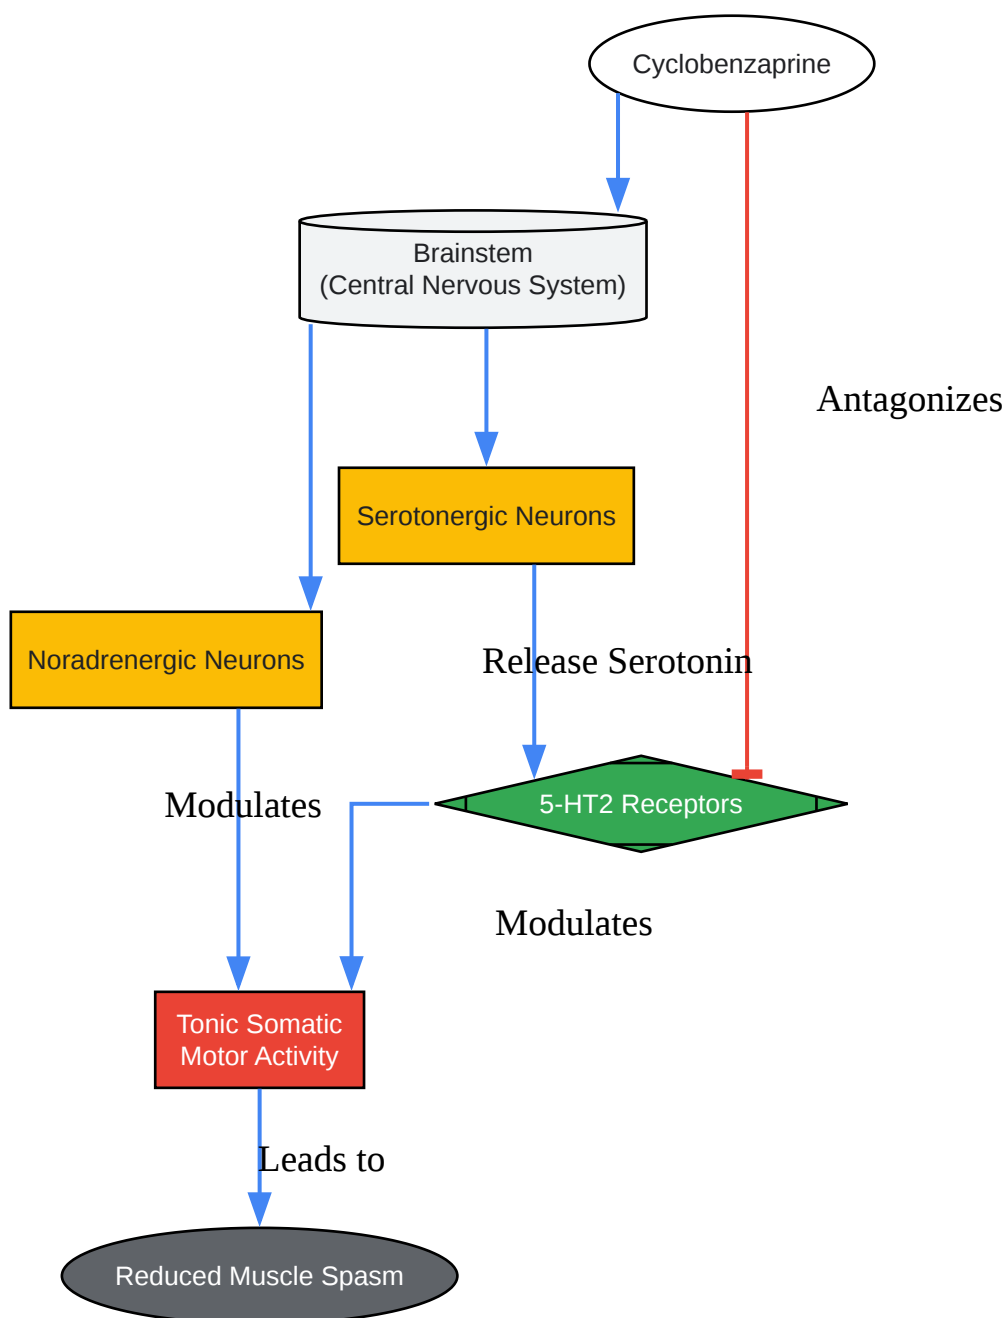 Cyclobenzaprine
Brainstem
(Central Nervous System)
Antagonizes
Serotonergic Neurons
Noradrenergic Neurons
Release Serotonin
Modulates
5-HT2 Receptors
Modulates
Tonic Somatic
Motor Activity
Leads to
Reduced Muscle Spasm